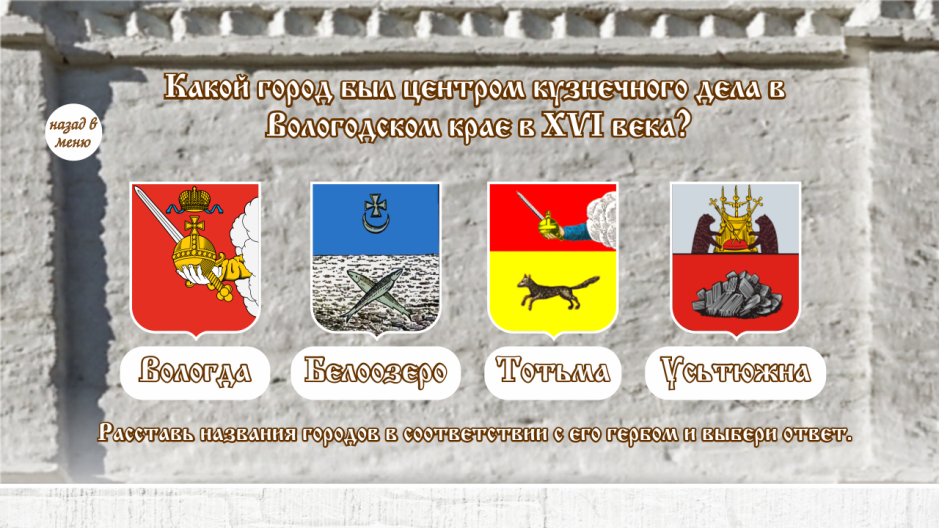 Какой город был центром кузнечного дела в
Вологодском крае в XVI века?
назад в
меню
Вологда
Белоозеро
Тотьма
Усьтюжна
Расставь названия городов в соответствии с его гербом и выбери ответ.